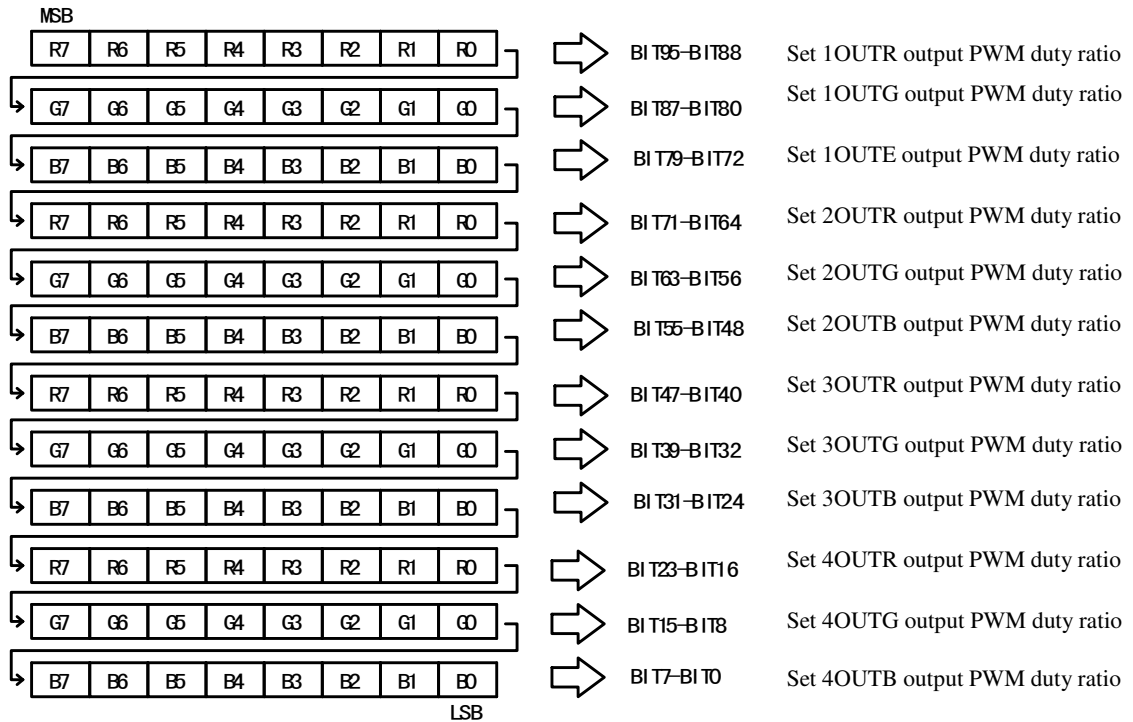 MSB
R7 R6 R5 R4 R3 R2 R1 R0 BIT95-BIT88 Set 1OUTR output PWM duty ratio
G7 G6 G5 G4 G3 G2 G1 G0 BIT87-BIT80 Set 1OUTG output PWM duty ratio
B7 B6 B5 B4 B3 B2 B1 B0 BIT79-BIT72 Set 1OUTE output PWM duty ratio
R7 R6 R5 R4 R3 R2 R1 R0 BIT71-BIT64 Set 2OUTR output PWM duty ratio
G7 G6 G5 G4 G3 G2 G1 G0 BIT63-BIT56 Set 2OUTG output PWM duty ratio
B7 B6 B5 B4 B3 B2 B1 B0 BIT55-BIT48 Set 2OUTB output PWM duty ratio
R7 R6 R5 R4 R3 R2 R1 R0 BIT47-BIT40 Set 3OUTR output PWM duty ratio
G7 G6 G5 G4 G3 G2 G1 G0 BIT39-BIT32 Set 3OUTG output PWM duty ratio
B7 B6 B5 B4 B3 B2 B1 B0 BIT31-BIT24 Set 3OUTB output PWM duty ratio
R7 R6 R5 R4 R3 R2 R1 R0 BIT23-BIT16 Set 4OUTR output PWM duty ratio
G7 G6 G5 G4 G3 G2 G1 G0 BIT15-BIT8 Set 4OUTG output PWM duty ratio
B7 B6 B5 B4 B3 B2 B1 B0 BIT7-BIT0 Set 4OUTB output PWM duty ratio
LSB